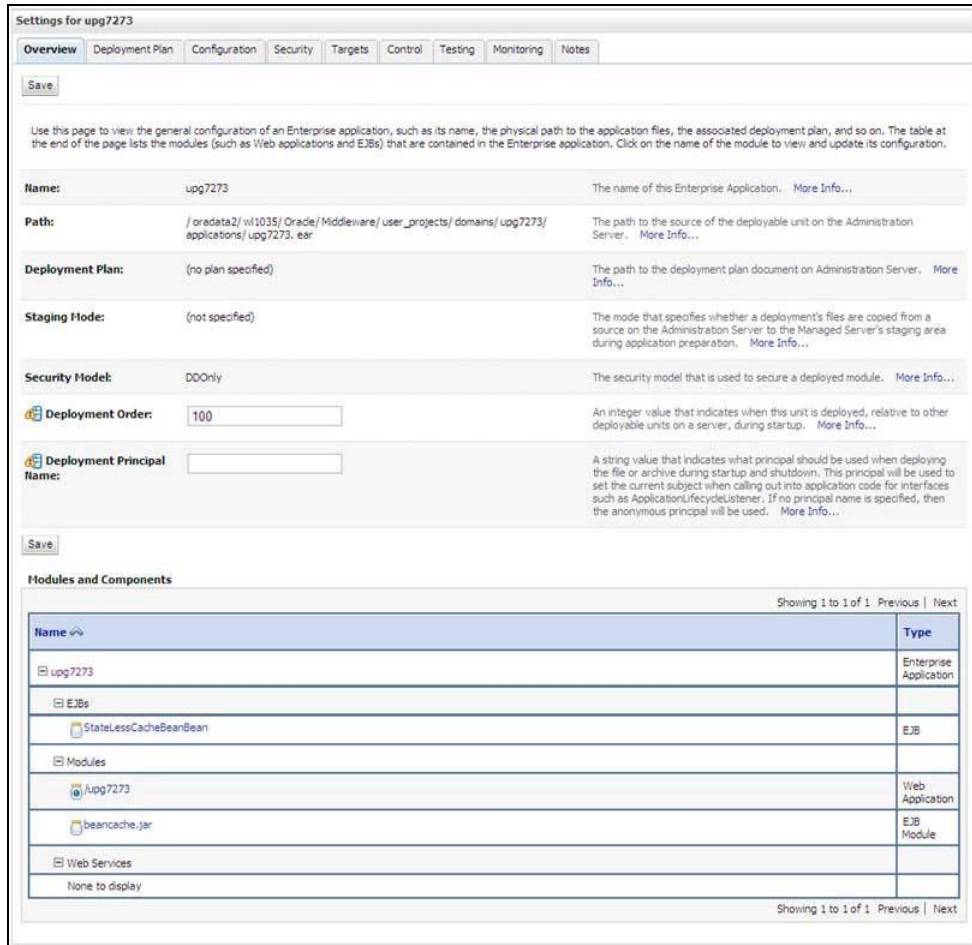 Settings for upg7273
Overview Deployment Plan Configuration Security Targets Control Testing Monitoring Notes
Save
Use this page to view the general configuration of an Enterprise application, such as its name, the physical path to the application files, the associated deployment plan, and so on. The table at
the end of the page lists the modules (such as Web applications and EJBs) that are contained in the Enterprise application. Click on the name of the module to view and update its configuration.
Name: upg7273 The name of this Enterprise Application. More Info...
Path: / oradata2/ wl1035/ Oracle/ Middleware/ user_projects/ domains/ upg7273/
applications/ upg7273. ear
The path to the source of the deployable unit on the Administration
Server. More Info...
Deployment Plan: (no plan specified) The path to the deployment plan document on Administration Server. More
Info...
Staging Mode: (not specified) The mode that specifies whether a deployment's files are copied from a
source on the Administration Server to the Managed Server's staging area
during application preparation. More Info...
Security Model: DDOnly The security model that is used to secure a deployed module. More Info...
Deployment Order: 100 An integer value that indicates when this unit is deployed, relative to other
deployable units on a server, during startup. More Info...
Deployment Principal
Name:
A string value that indicates what principal should be used when deploying
the file or archive during startup and shutdown. This principal will be used to
set the current subject when calling out into application code for interfaces
such as ApplicationLifecycleListener. If no principal name is specified, then
the anonymous principal will be used. More Info...
Save
Modules and Components
Showing 1 to 1 of 1 Previous | Next
Name Type
upg7273 Enterprise
Application
EJBs
StateLessCacheBeanBean EJB
Modules
/upg7273 Web
Application
beancache.jar EJB
Module
Web Services
None to display
Showing 1 to 1 of 1 Previous | Next